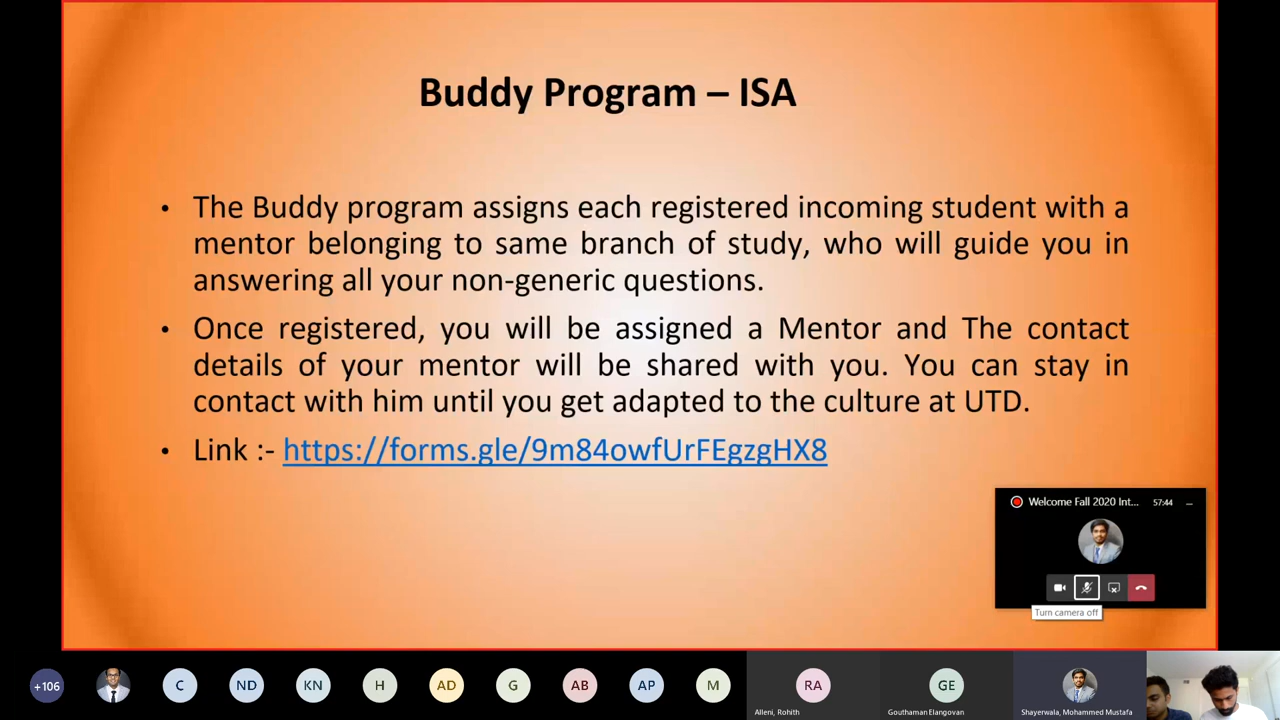 Buddy Program – ISA
• The Buddy program assigns each registered incoming student with a
mentor belonging to same branch of study, who will guide you in
answering all your non-generic questions.
• Once registered, you will be assigned a Mentor and The contact
details of your mentor will be shared with you. You can stay in
contact with him until you get adapted to the culture at UTD.
• Link :- https://forms.gle/9m84owfUrFEgzgHX8
Welcome Fall 2020 Int... 57:44
Turn camera off
+106 C ND KN H AD G AB AP M RA GE
Alleni, Rohith Gouthaman Elangovan Shayerwala, Mohammed Mustafa